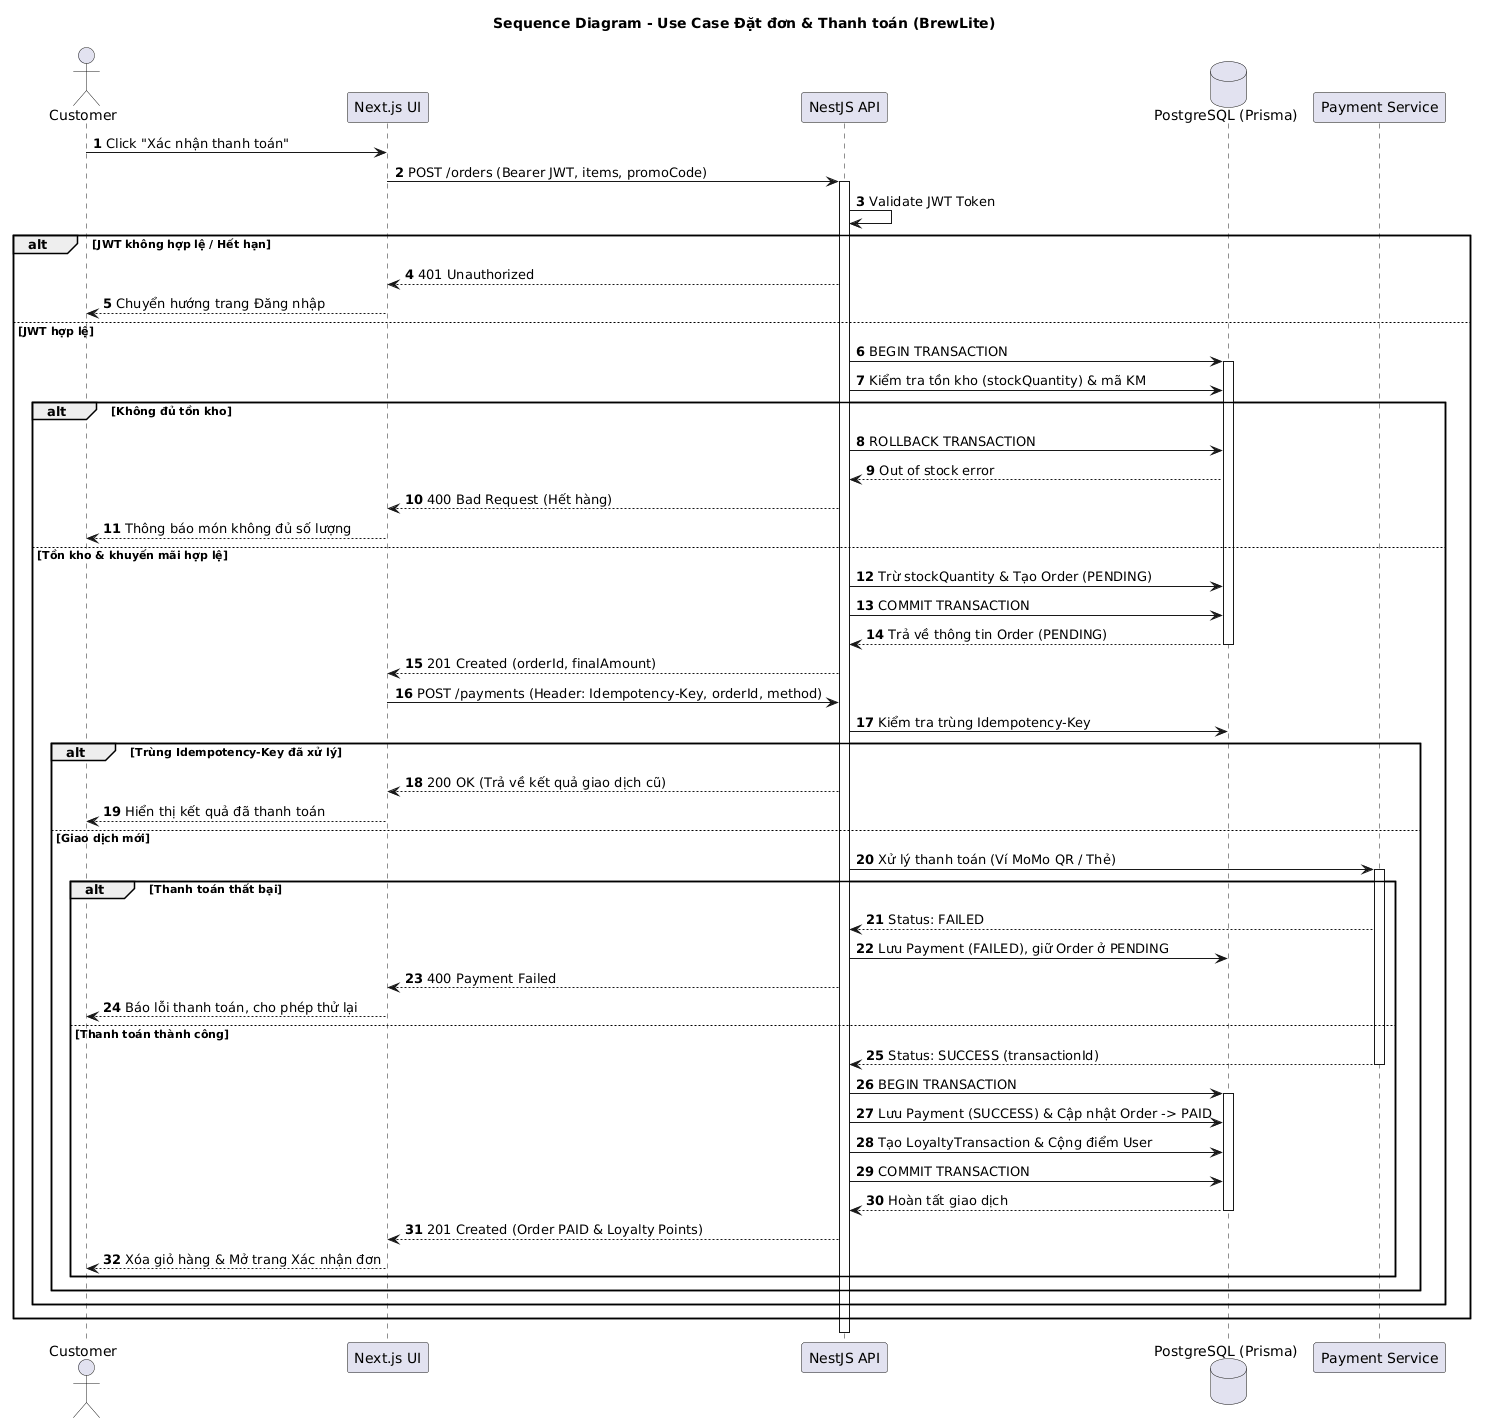 Sequence Diagram - Use Case Đặt đơn & Thanh toán (BrewLite)
Customer
Next.js UI
NestJS API
PostgreSQL (Prisma)
Payment Service
1 Click "Xác nhận thanh toán"
2 POST /orders (Bearer JWT, items, promoCode)
3 Validate JWT Token
alt [JWT không hợp lệ / Hết hạn]
4 401 Unauthorized
5 Chuyển hướng trang Đăng nhập
[JWT hợp lệ]
6 BEGIN TRANSACTION
7 Kiểm tra tồn kho (stockQuantity) & mã KM
alt [Không đủ tồn kho]
8 ROLLBACK TRANSACTION
9 Out of stock error
10 400 Bad Request (Hết hàng)
11 Thông báo món không đủ số lượng
[Tồn kho & khuyến mãi hợp lệ]
12 Trừ stockQuantity & Tạo Order (PENDING)
13 COMMIT TRANSACTION
14 Trả về thông tin Order (PENDING)
15 201 Created (orderId, finalAmount)
16 POST /payments (Header: Idempotency-Key, orderId, method)
17 Kiểm tra trùng Idempotency-Key
alt [Trùng Idempotency-Key đã xử lý]
18 200 OK (Trả về kết quả giao dịch cũ)
19 Hiển thị kết quả đã thanh toán
[Giao dịch mới]
20 Xử lý thanh toán (Ví MoMo QR / Thẻ)
alt [Thanh toán thất bại]
21 Status: FAILED
22 Lưu Payment (FAILED), giữ Order ở PENDING
23 400 Payment Failed
24 Báo lỗi thanh toán, cho phép thử lại
[Thanh toán thành công]
25 Status: SUCCESS (transactionId)
26 BEGIN TRANSACTION
27 Lưu Payment (SUCCESS) & Cập nhật Order -> PAID
28 Tạo LoyaltyTransaction & Cộng điểm User
29 COMMIT TRANSACTION
30 Hoàn tất giao dịch
31 201 Created (Order PAID & Loyalty Points)
32 Xóa giỏ hàng & Mở trang Xác nhận đơn
Customer
Next.js UI
NestJS API
PostgreSQL (Prisma)
Payment Service